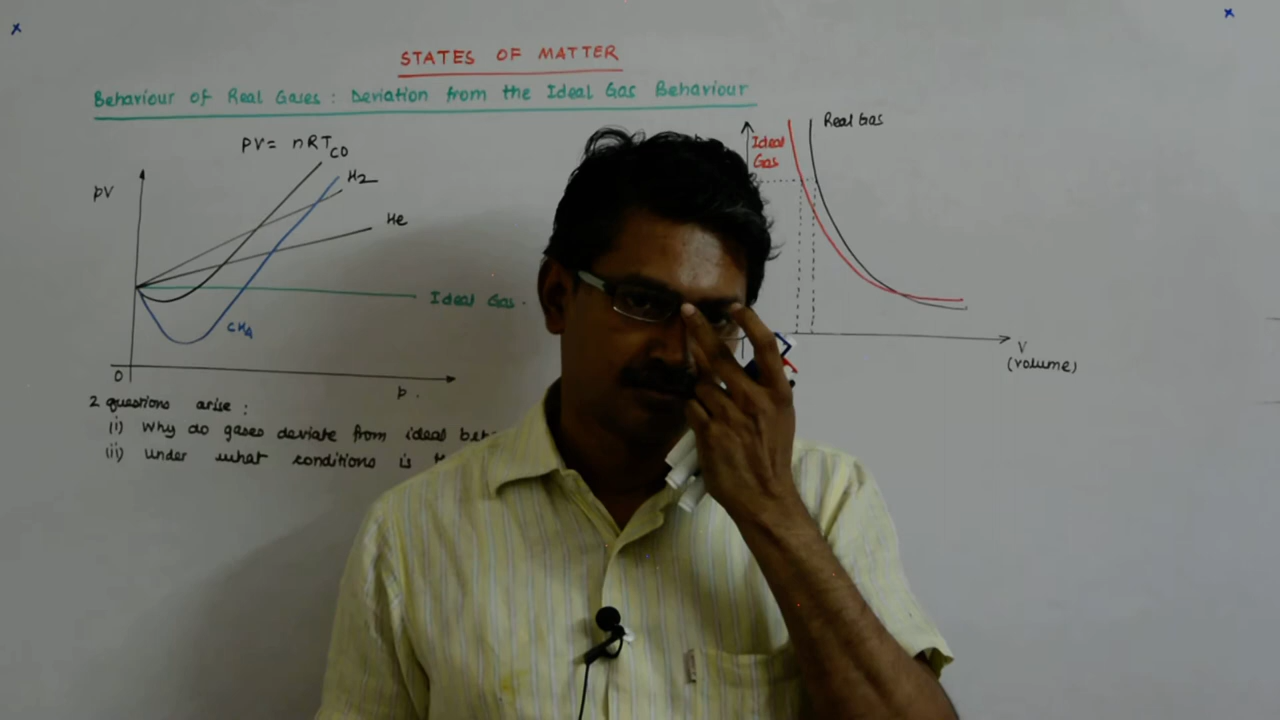 STATES OF MATTER
Behaviour of Real Gases : Deviation from the Ideal Gas Behaviour
PV = nRT
CO
H2
He
PV
Ideal Gas.
CH4
O
p.
Ideal
Gas
Real Gas
V
(volume)
2 questions arise :
(i) Why do gases deviate from ideal
(ii) Under what conditions is